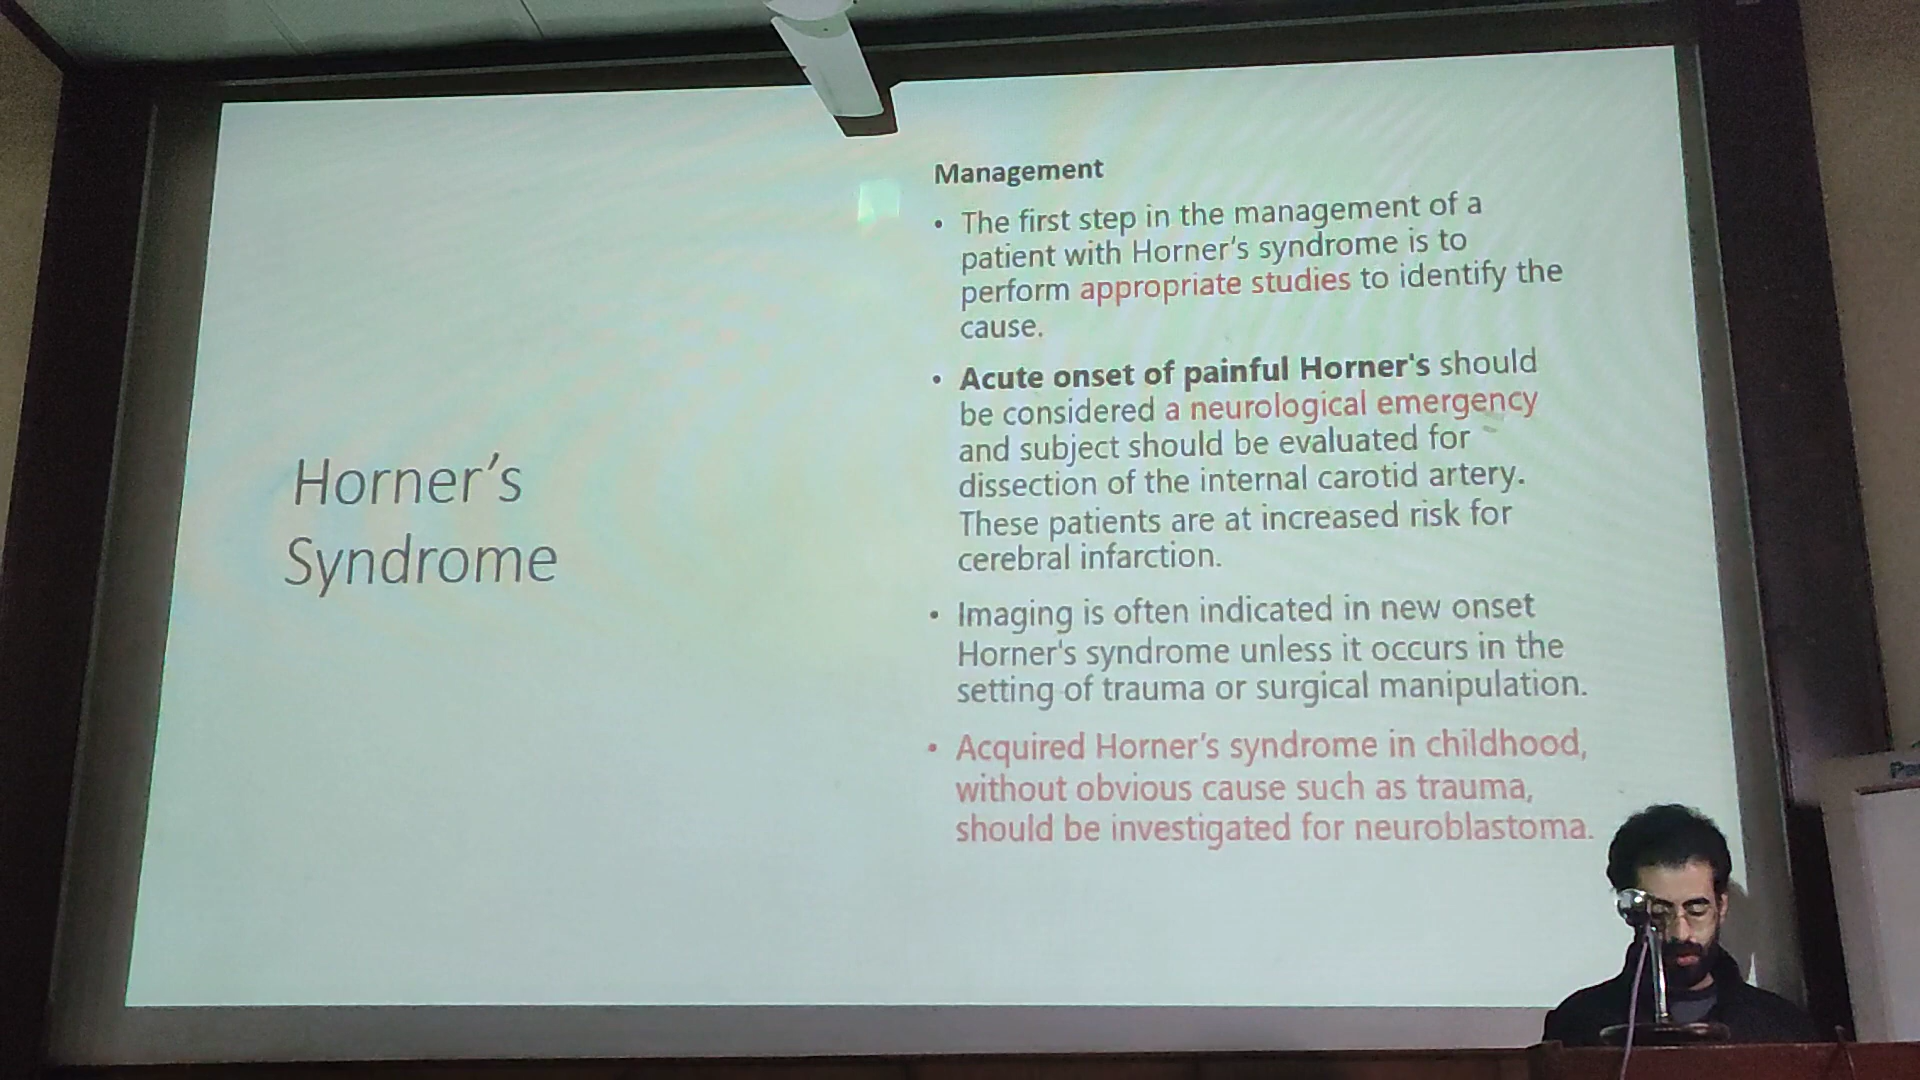 Horner’s
Syndrome
Management
• The first step in the management of a
patient with Horner’s syndrome is to
perform appropriate studies to identify the
cause.
• Acute onset of painful Horner's should
be considered a neurological emergency
and subject should be evaluated for
dissection of the internal carotid artery.
These patients are at increased risk for
cerebral infarction.
• Imaging is often indicated in new onset
Horner's syndrome unless it occurs in the
setting of trauma or surgical manipulation.
• Acquired Horner’s syndrome in childhood,
without obvious cause such as trauma,
should be investigated for neuroblastoma.